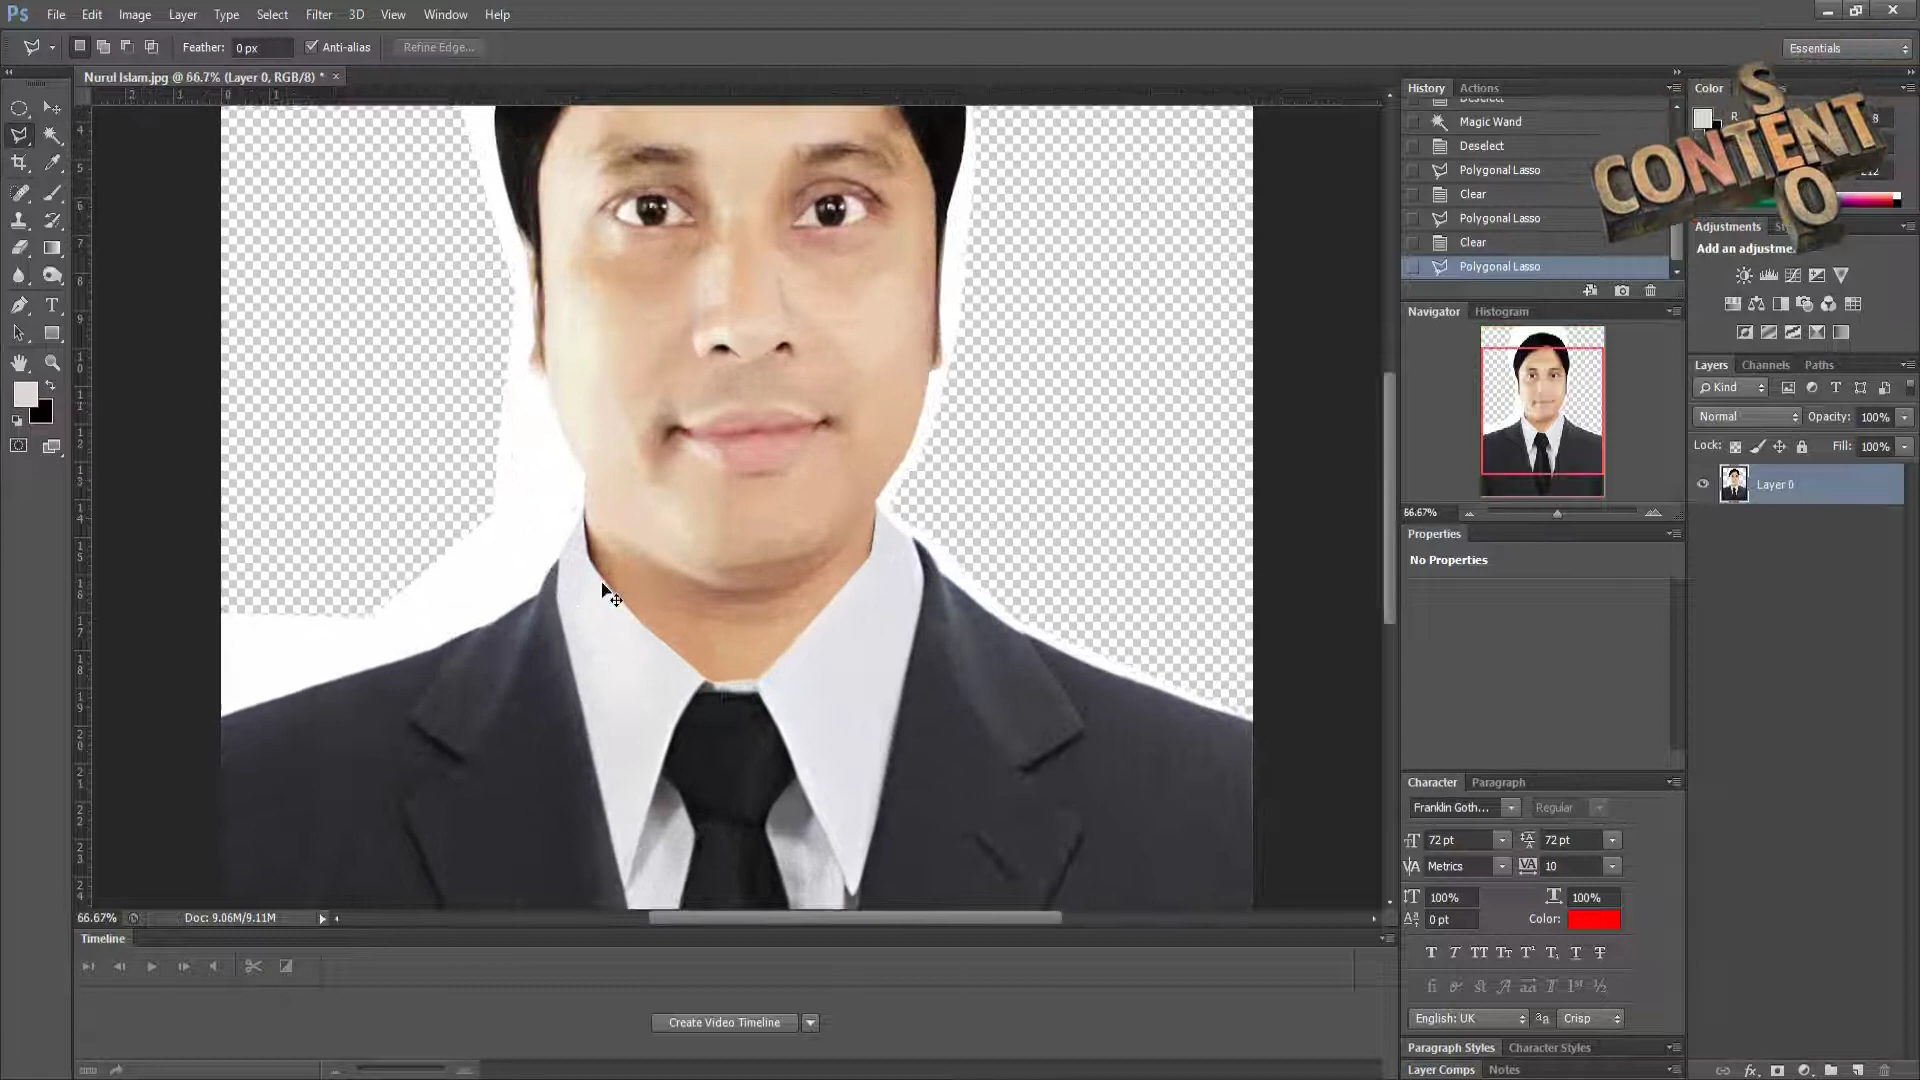 Ps File Edit Image Layer Type Select Filter 3D View Window Help
Feather: 0 px Anti-alias Refine Edge... Essentials
Nurul Islam.jpg @ 66.7% (Layer 0, RGB/8) * ×
History Actions
Deselect
Magic Wand
Deselect
Polygonal Lasso
Clear
Polygonal Lasso
Clear
Polygonal Lasso
Color
R
8
212
SEO
CONTENT
Adjustments
Add an adjustme
Navigator Histogram
66.67%
Layers Channels Paths
Kind
Normal Opacity: 100%
Lock: Fill: 100%
Layer 0
Properties
No Properties
Character Paragraph
Franklin Goth... Regular
72 pt 72 pt
Metrics 10
100% 100%
0 pt Color:
English: UK Crisp
Paragraph Styles Character Styles
Layer Comps Notes
66.67% Doc: 9.06M/9.11M
Timeline
Create Video Timeline